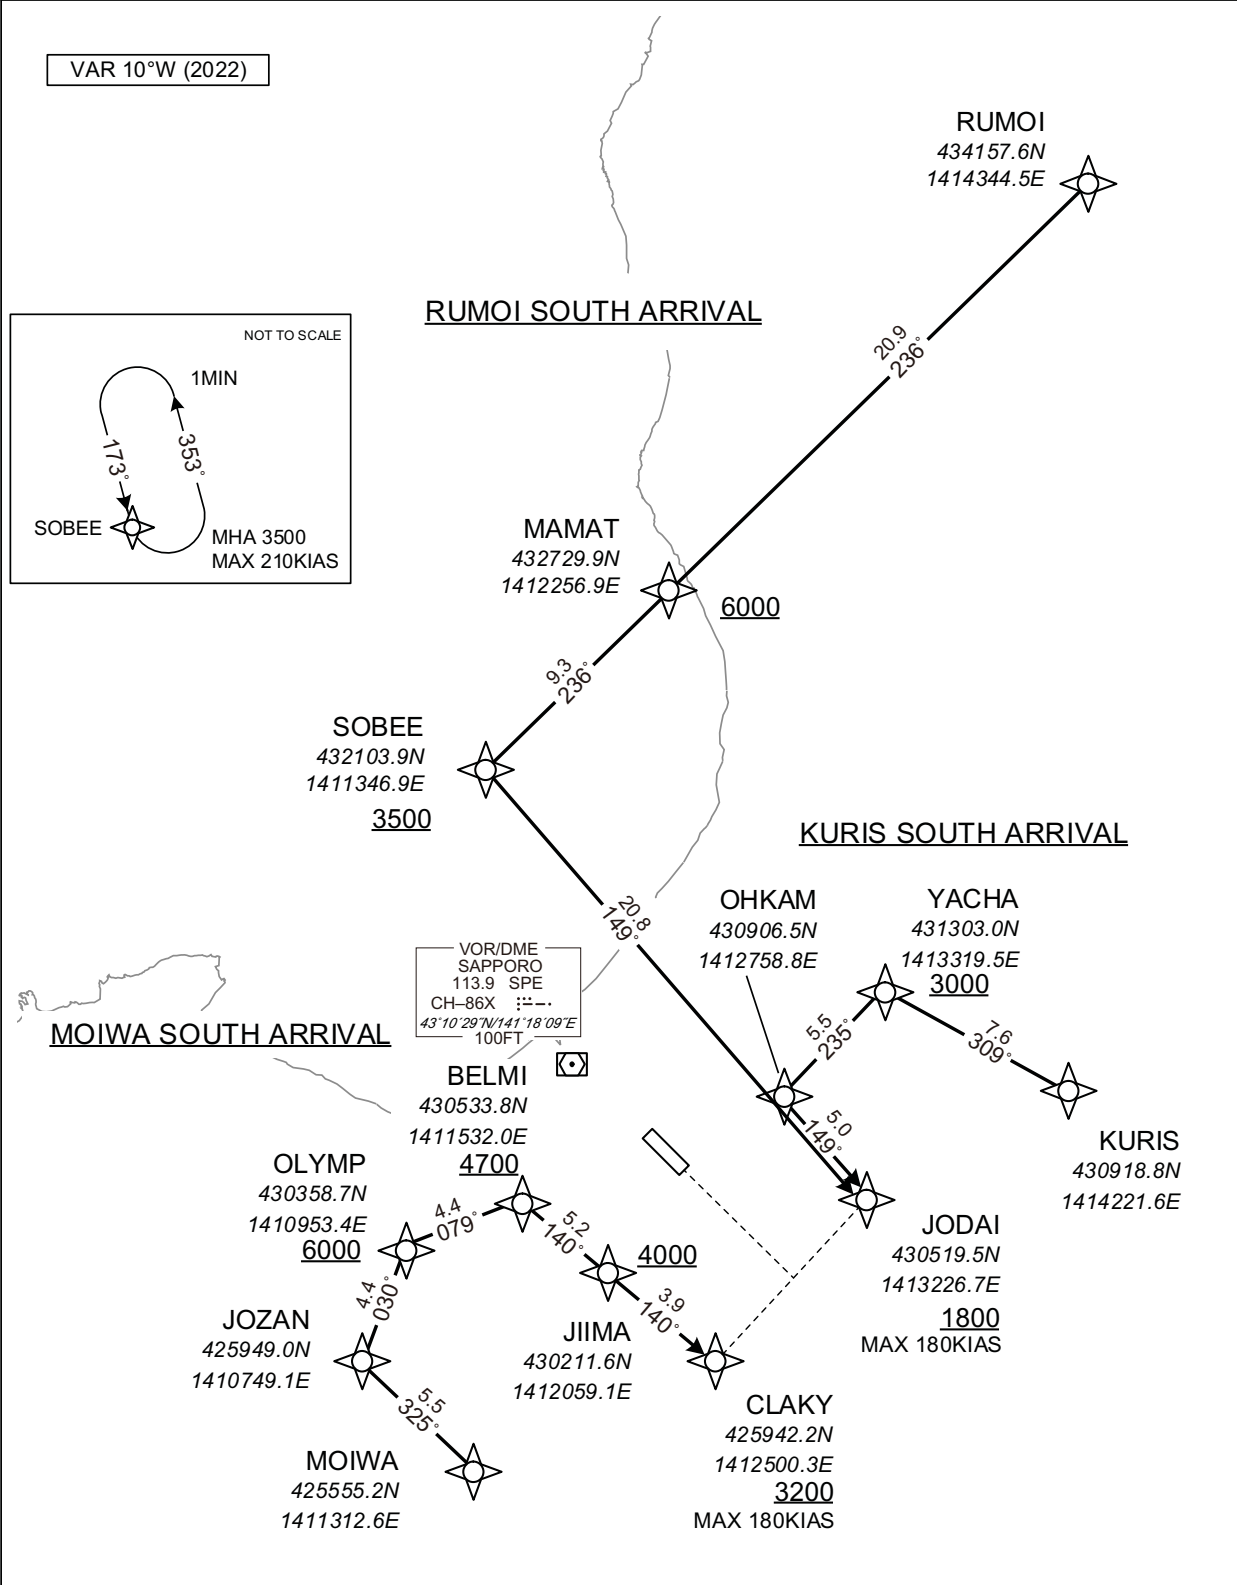 VAR 10°W (2022)
RUMOI
434157.6N
1414344.5E
RUMOI SOUTH ARRIVAL
20.9
236°
NOT TO SCALE
1MIN
173°
353°
SOBEE
MHA 3500
MAX 210KIAS
MAMAT
432729.9N
1412256.9E
6000
9.3
236°
SOBEE
432103.9N
1411346.9E
3500
KURIS SOUTH ARRIVAL
20.8
149°
OHKAM
430906.5N
1412758.8E
YACHA
431303.0N
1413319.5E
3000
VOR/DME
SAPPORO
113.9 SPE
CH–86X
43°10'29"N/141°18'09"E
100FT
MOIWA SOUTH ARRIVAL
5.5
235°
7.6
309°
BELMI
430533.8N
1411532.0E
4700
5.0
149°
KURIS
430918.8N
1414221.6E
OLYMP
430358.7N
1410953.4E
6000
4.4
079°
5.2
140°
4000
JODAI
430519.5N
1413226.7E
1800
MAX 180KIAS
4.4
030°
3.9
140°
JOZAN
425949.0N
1410749.1E
JIIMA
430211.6N
1412059.1E
5.5
325°
CLAKY
425942.2N
1412500.3E
3200
MAX 180KIAS
MOIWA
425555.2N
1411312.6E